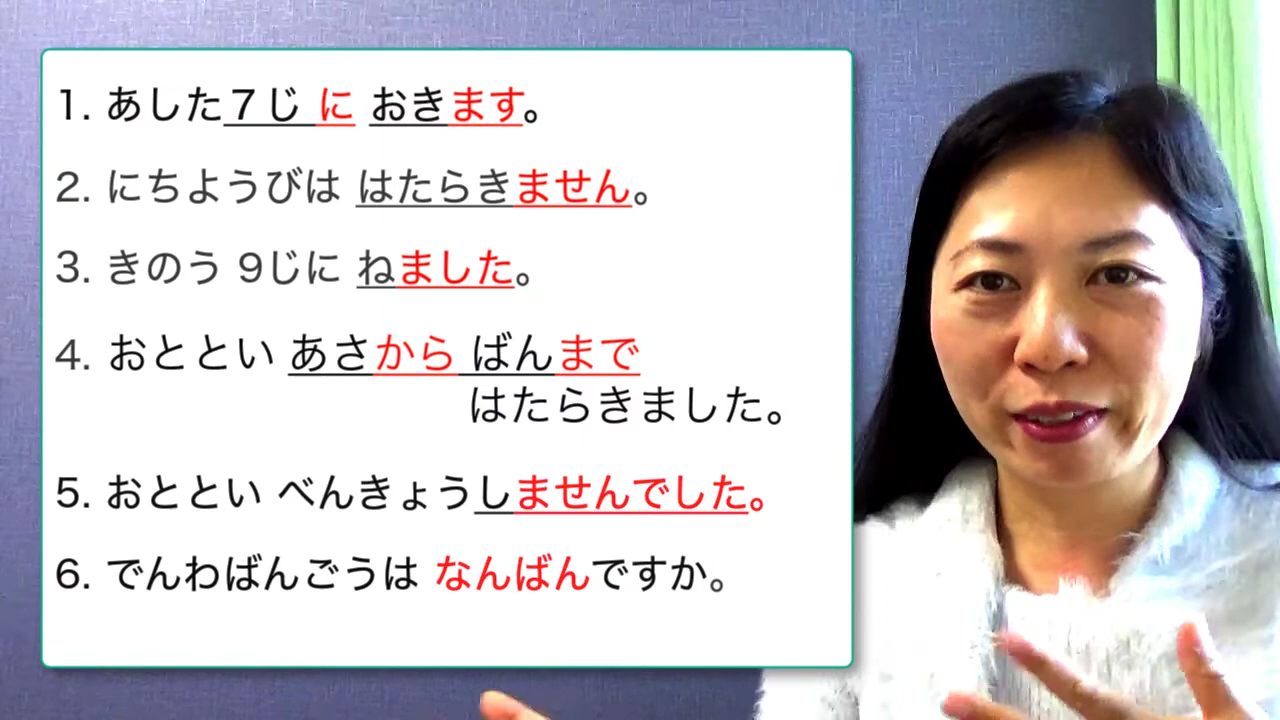 1. あした７じ に おきます。
2. にちようびは はたらきません。
3. きのう 9じに ねました。
4. おととい あさから ばんまで
はたらきました。
5. おととい べんきょうしませんでした。
6. でんわばんごうは なんばんですか。